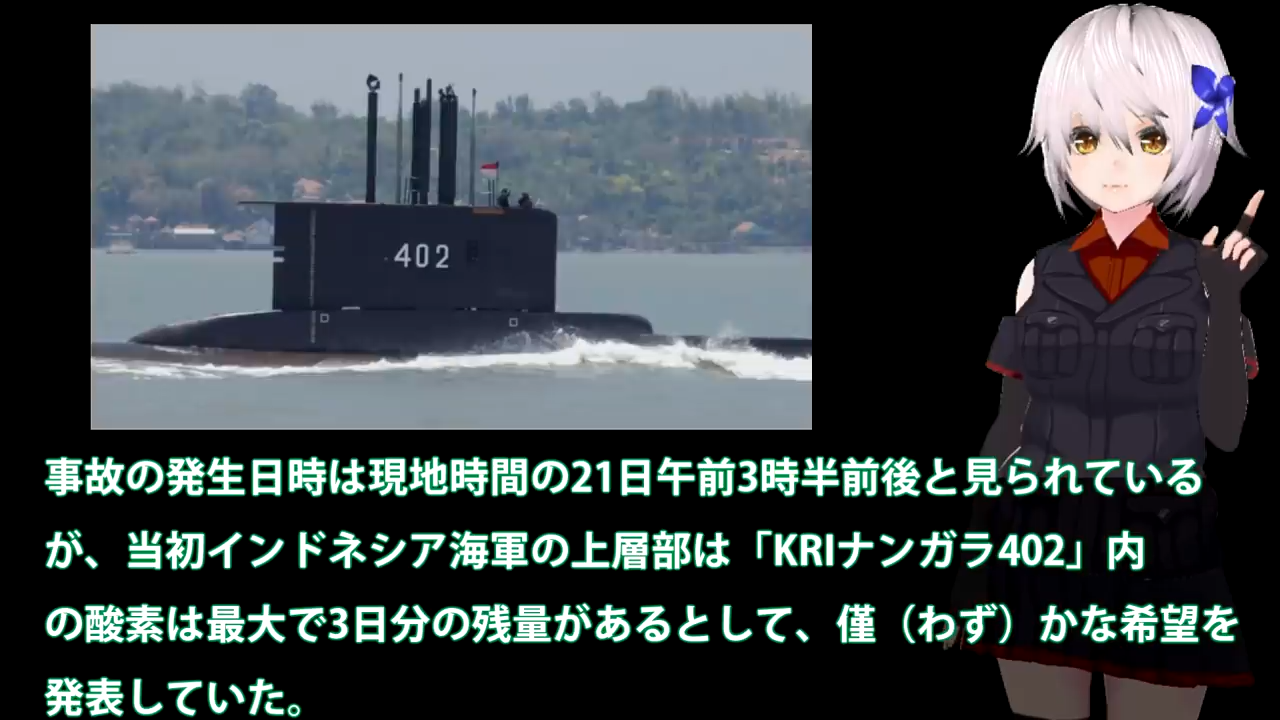 402
事故の発生日時は現地時間の21日午前3時半前後と見られている
が、当初インドネシア海軍の上層部は「KRIナンガラ402」内
の酸素は最大で3日分の残量があるとして、僅（わず）かな希望を
発表していた。